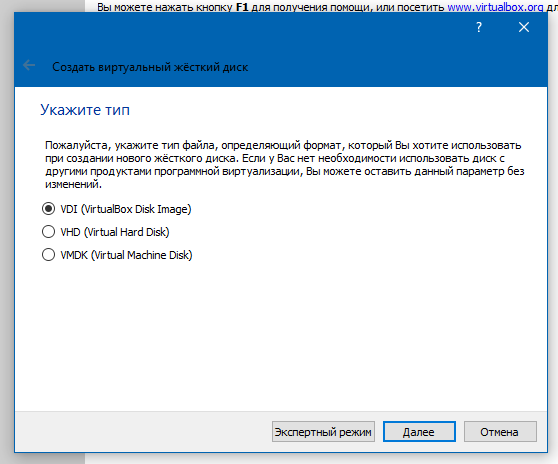 Вы можете нажать кнопку F1 для получения помощи, или посетить www.virtualbox.org дл
?
Создать виртуальный жёсткий диск
Укажите тип
Пожалуйста, укажите тип файла, определяющий формат, который Вы хотите использовать
при создании нового жёсткого диска. Если у Вас нет необходимости использовать диск с
другими продуктами программной виртуализации, Вы можете оставить данный параметр без
изменений.
VDI (VirtualBox Disk Image)
VHD (Virtual Hard Disk)
VMDK (Virtual Machine Disk)
Экспертный режим Далее Отмена